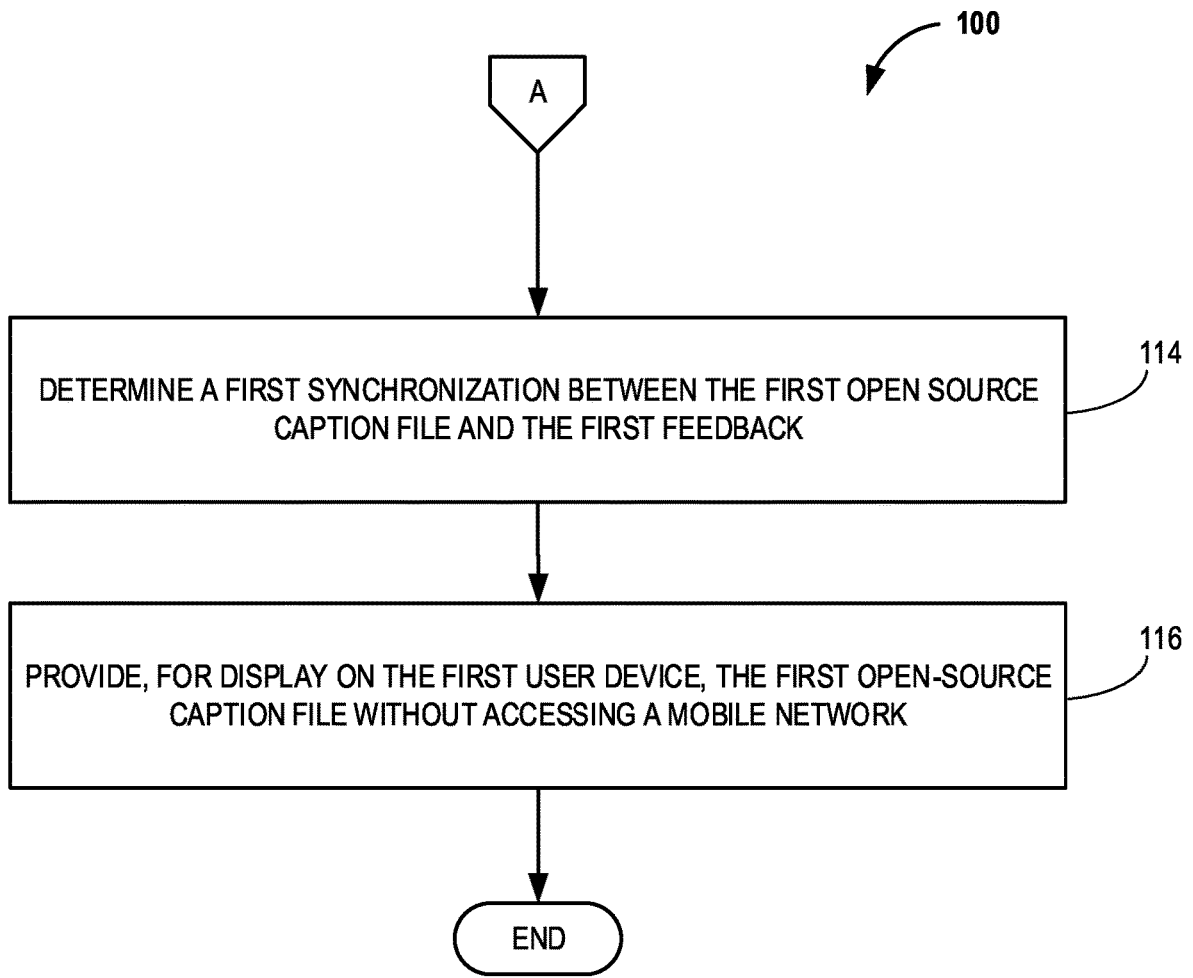 100
A
DETERMINE A FIRST SYNCHRONIZATION BETWEEN THE FIRST OPEN SOURCE
CAPTION FILE AND THE FIRST FEEDBACK
114
PROVIDE, FOR DISPLAY ON THE FIRST USER DEVICE, THE FIRST OPEN-SOURCE
CAPTION FILE WITHOUT ACCESSING A MOBILE NETWORK
116
END